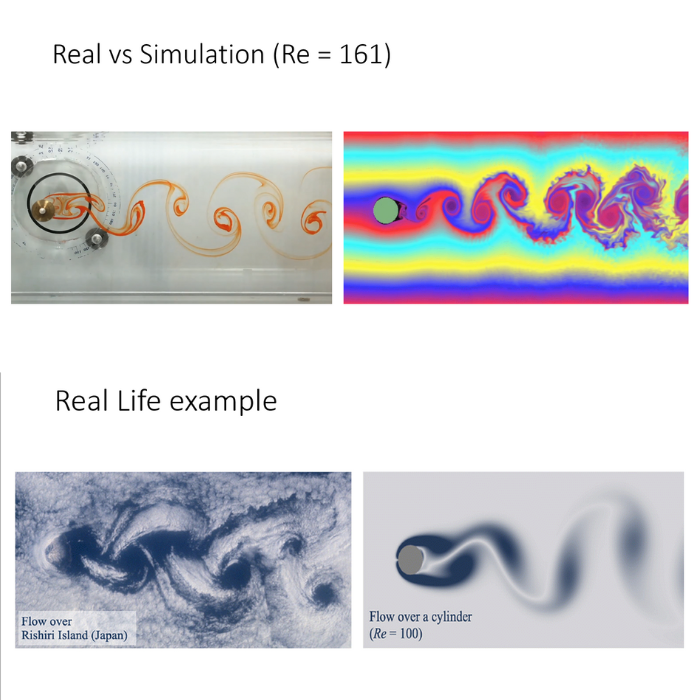 Real vs Simulation (Re = 161)
Real Life example
Flow over
Rishiri Island (Japan)
Flow over a cylinder
(Re = 100)